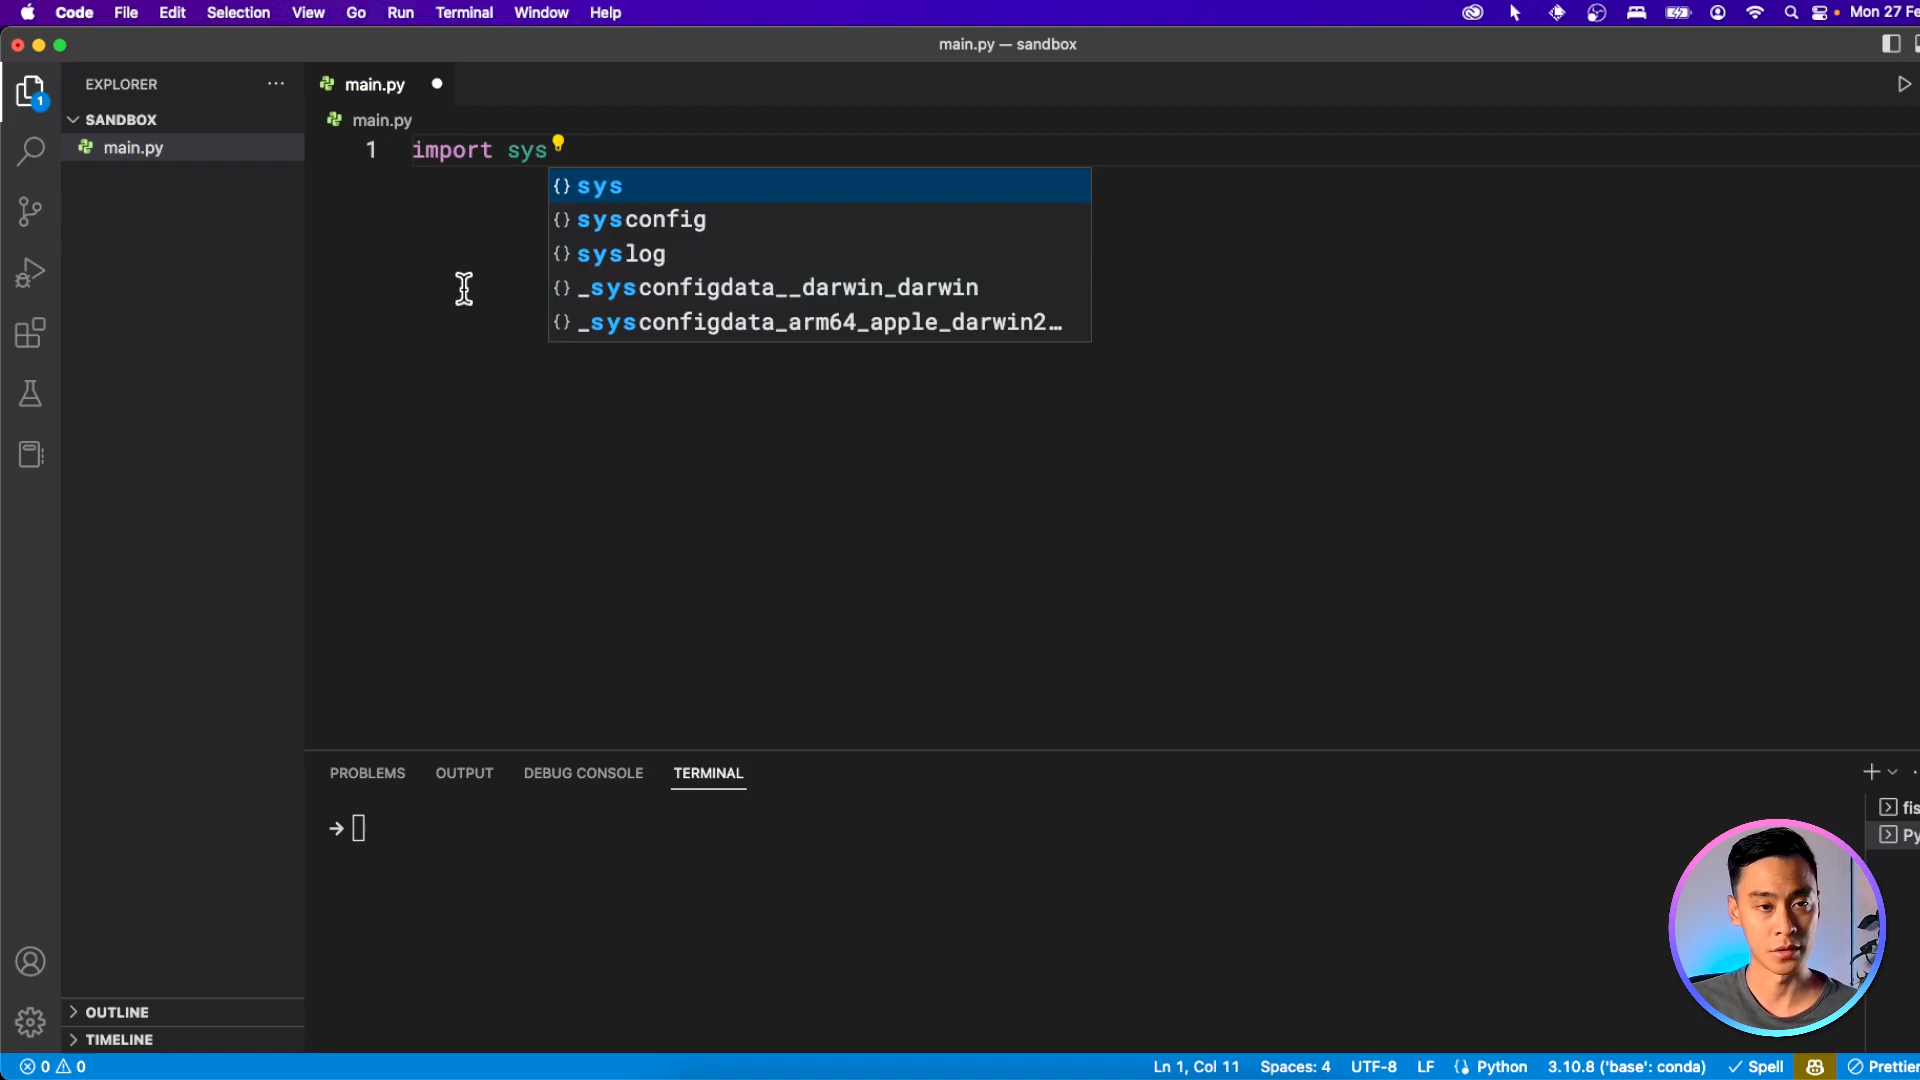 Code File Edit Selection View Go Run Terminal Window Help
Mon 27 Fe
main.py — sandbox
EXPLORER
main.py
1
SANDBOX
main.py
main.py
1 import sys
sys
sysconfig
syslog
_sysconfigdata__darwin_darwin
_sysconfigdata_arm64_apple_darwin2…
PROBLEMS OUTPUT DEBUG CONSOLE TERMINAL
fis
Py
OUTLINE
TIMELINE
0 0 Ln 1, Col 11 Spaces: 4 UTF-8 LF Python 3.10.8 ('base': conda) Spell Prettier